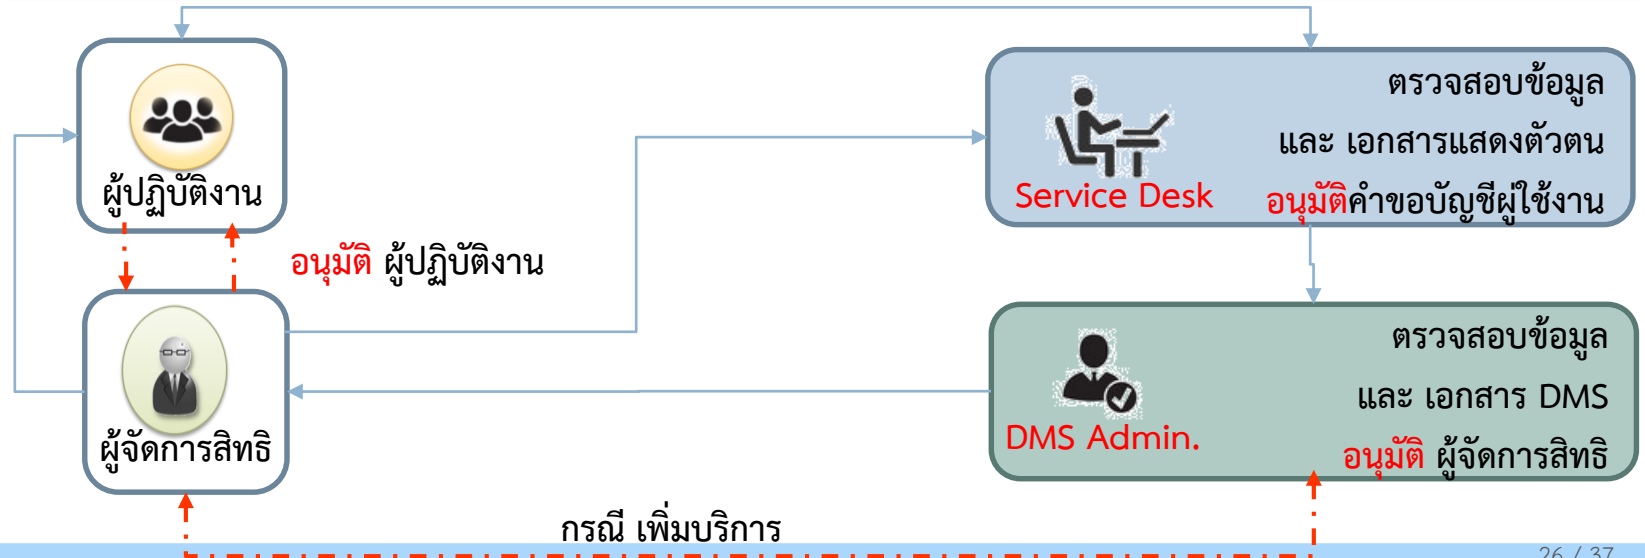 ผู้ปฏิบัติงาน
อนุมัติ ผู้ปฏิบัติงาน
ผู้จัดการสิทธิ
ตรวจสอบข้อมูล
และ เอกสารแสดงตัวตน
Service Desk
อนุมัติคำขอบัญชีผู่ใช้งาน
ตรวจสอบข้อมูล
และ เอกสาร DMS
DMS Admin.
อนุมัติ ผู้จัดการสิทธิ
กรณี เพิ่มบริการ
26 / 37